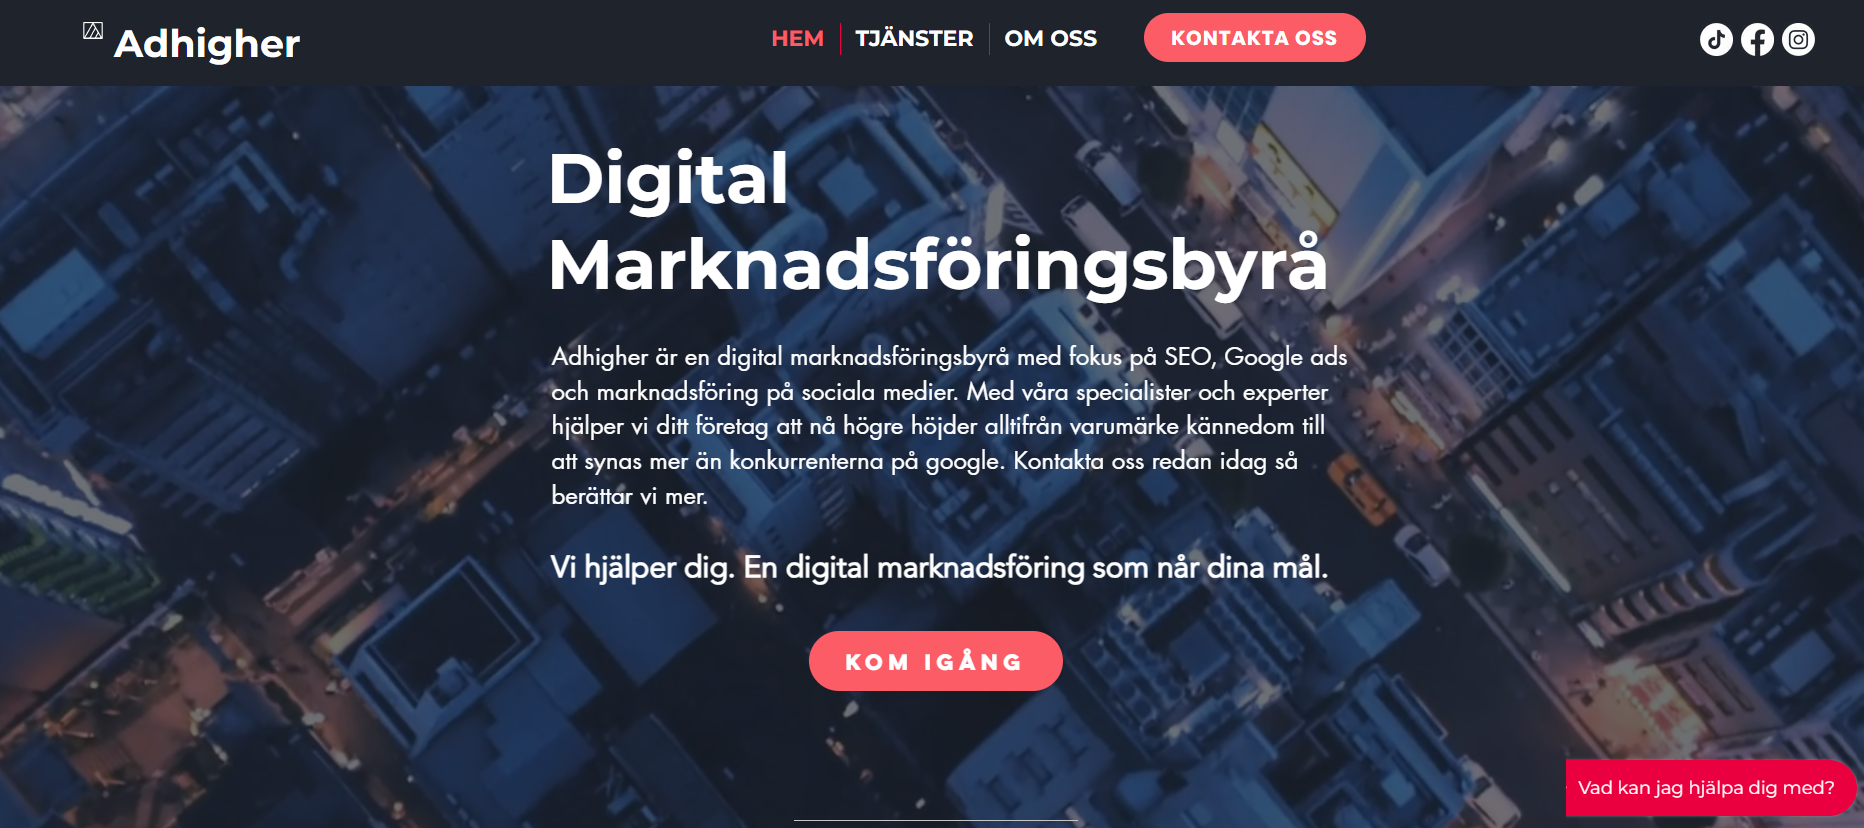 Adhigher
HEM
TJÄNSTER
OM OSS
KONTAKTA OSS
Digital
Marknadsföringsbyrå
Adhigher är en digital marknadsföringsbyrå med fokus på SEO, Google ads
och marknadsföring på sociala medier. Med våra specialister och experter
hjälper vi ditt företag att nå högre höjder alltifrån varumärke kännedom till
att synas mer än konkurrenterna på google. Kontakta oss redan idag så
berättar vi mer.
Vi hjälper dig. En digital marknadsföring som når dina mål.
KOM IGÅNG
Vad kan jag hjälpa dig med?